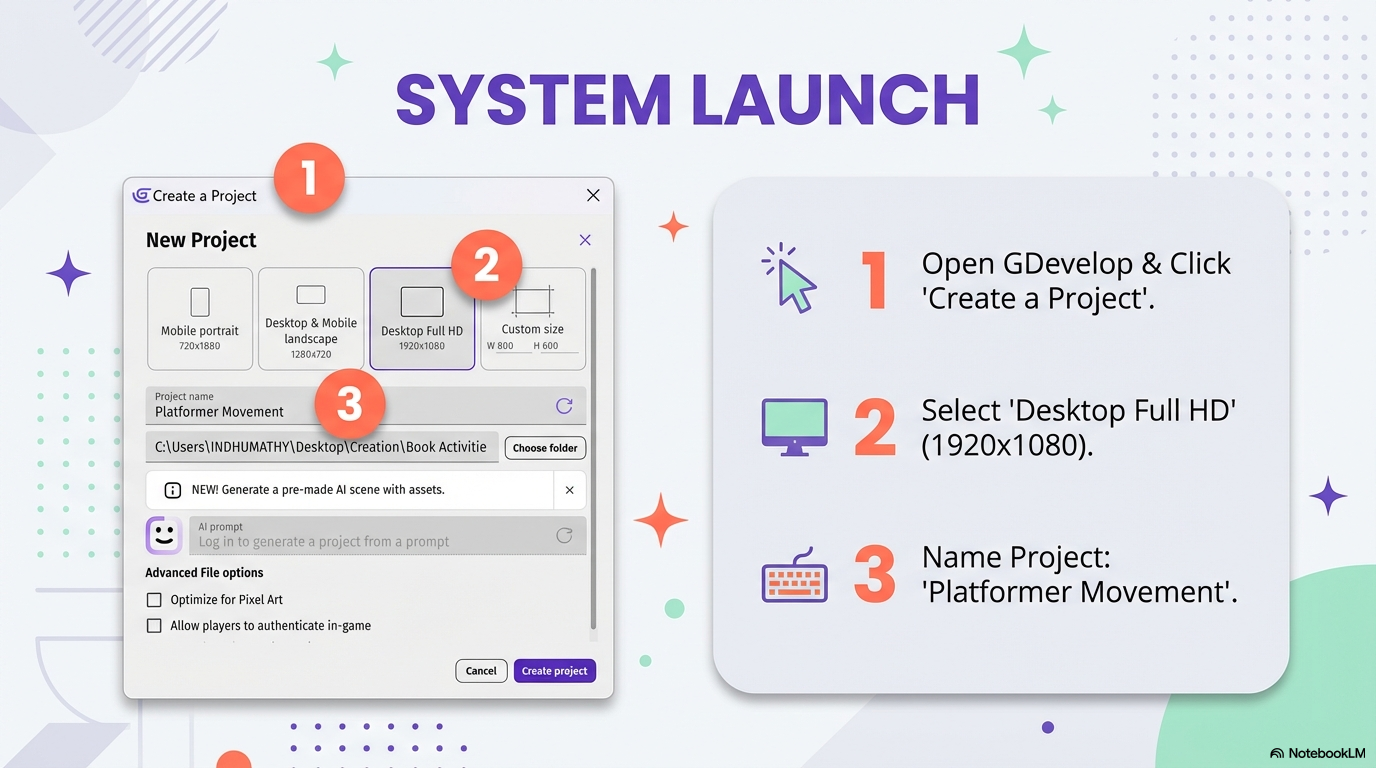 SYSTEM LAUNCH
1
Create a Project
New Project
2
Mobile portrait
720x1880
Desktop & Mobile
landscape
1280x720
Desktop Full HD
1920x1080
Custom size
W 800 H 600
3
Project name
Platformer Movement
C:\Users\INDHUMATHY\Desktop\Creation\Book Activitie
Choose folder
NEW! Generate a pre-made AI scene with assets.
AI prompt
Log in to generate a project from a prompt
Advanced File options
Optimize for Pixel Art
Allow players to authenticate in-game
Cancel
Create project
1
Open GDevelop & Click
'Create a Project'.
2
Select 'Desktop Full HD'
(1920x1080).
3
Name Project:
'Platformer Movement'.
NotebookLM